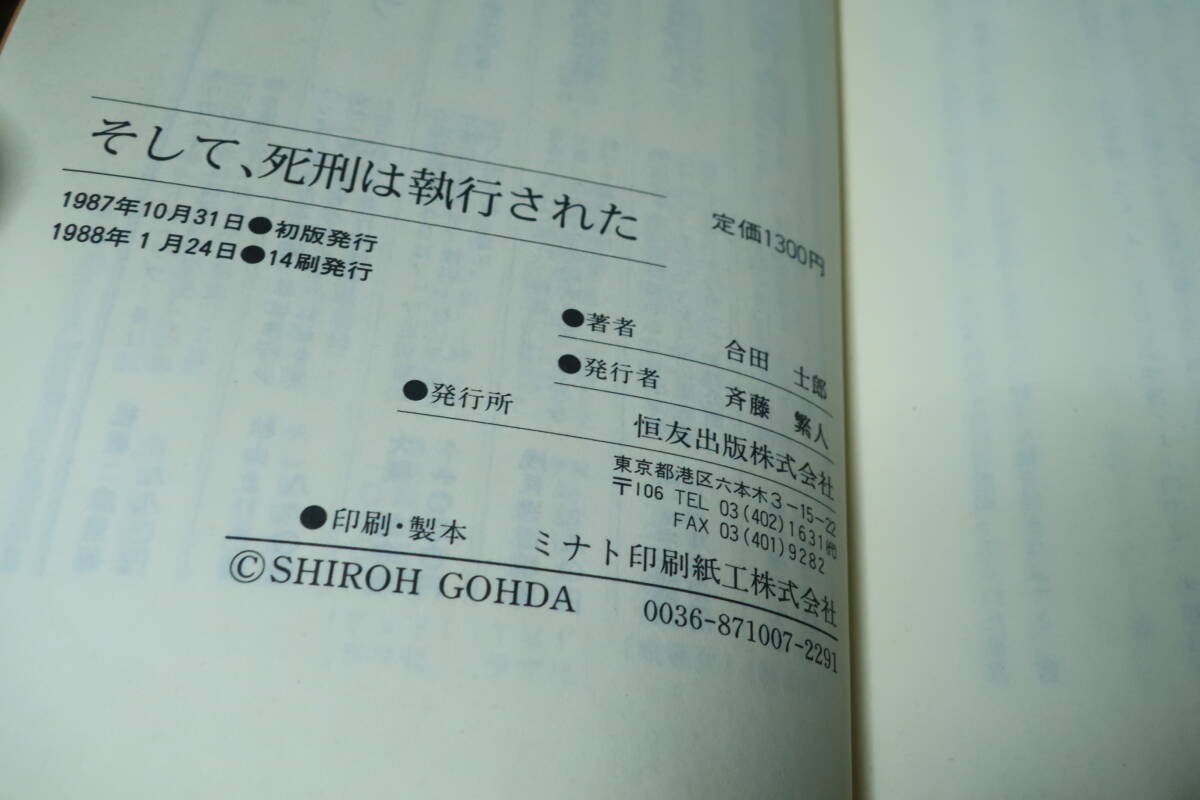 そして、死刑は執行された
定価1300円
1987年10月31日●初版発行
1988年1月24日●14刷発行
●著者 合田 士郎
●発行者 斉藤 繁人
●発行所 恒友出版株式会社
東京都港区六本木3-15-22
〒106 TEL 03(402)1631㈹
FAX 03(401)9282
●印刷・製本 ミナト印刷紙工株式会社
©SHIROH GOHDA 0036-871007-2291